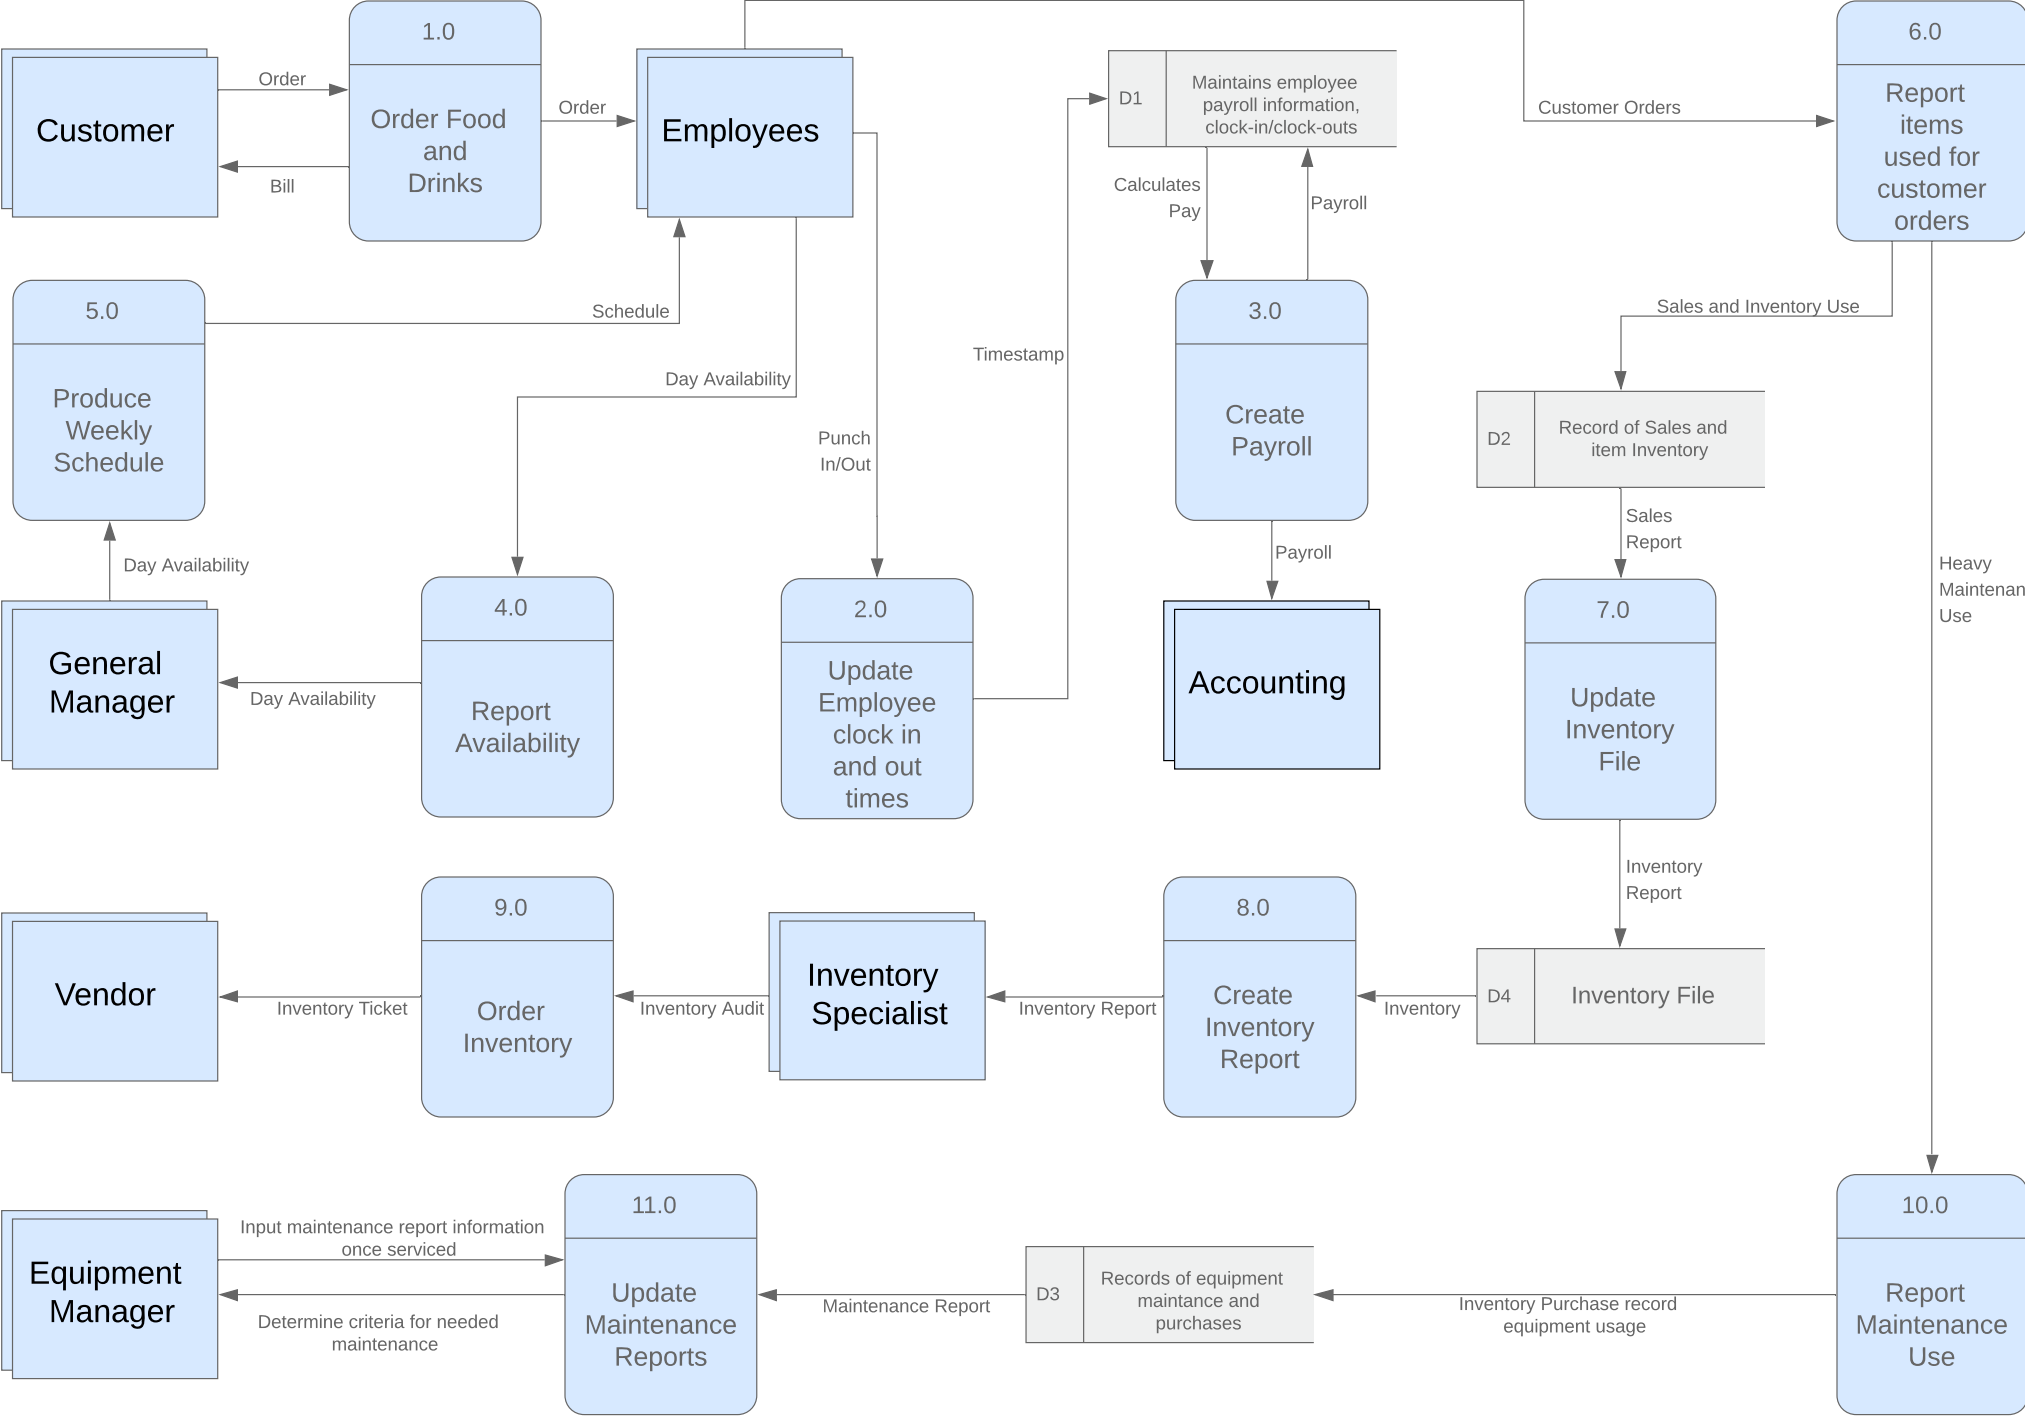 1.0
6.0
Customer
Order
Bill
Order Food
and
Drinks
Order
Employees
D1
Maintains employee
payroll information,
clock-in/clock-outs
Customer Orders
Report
items
used for
customer
orders
Calculates
Pay
Payroll
5.0
Produce
Weekly
Schedule
Schedule
Day Availability
Punch
In/Out
Timestamp
3.0
Create
Payroll
Sales and Inventory Use
D2
Record of Sales and
item Inventory
Sales
Report
Payroll
Heavy
Maintenan
Use
Day Availability
General
Manager
Day Availability
4.0
Report
Availability
2.0
Update
Employee
clock in
and out
times
Accounting
7.0
Update
Inventory
File
Inventory
Report
Vendor
Inventory Ticket
9.0
Order
Inventory
Inventory Audit
Inventory
Specialist
Inventory Report
8.0
Create
Inventory
Report
Inventory
D4
Inventory File
Equipment
Manager
Input maintenance report information
once serviced
Determine criteria for needed
maintenance
11.0
Update
Maintenance
Reports
Maintenance Report
D3
Records of equipment
maintance and
purchases
Inventory Purchase record
equipment usage
10.0
Report
Maintenance
Use